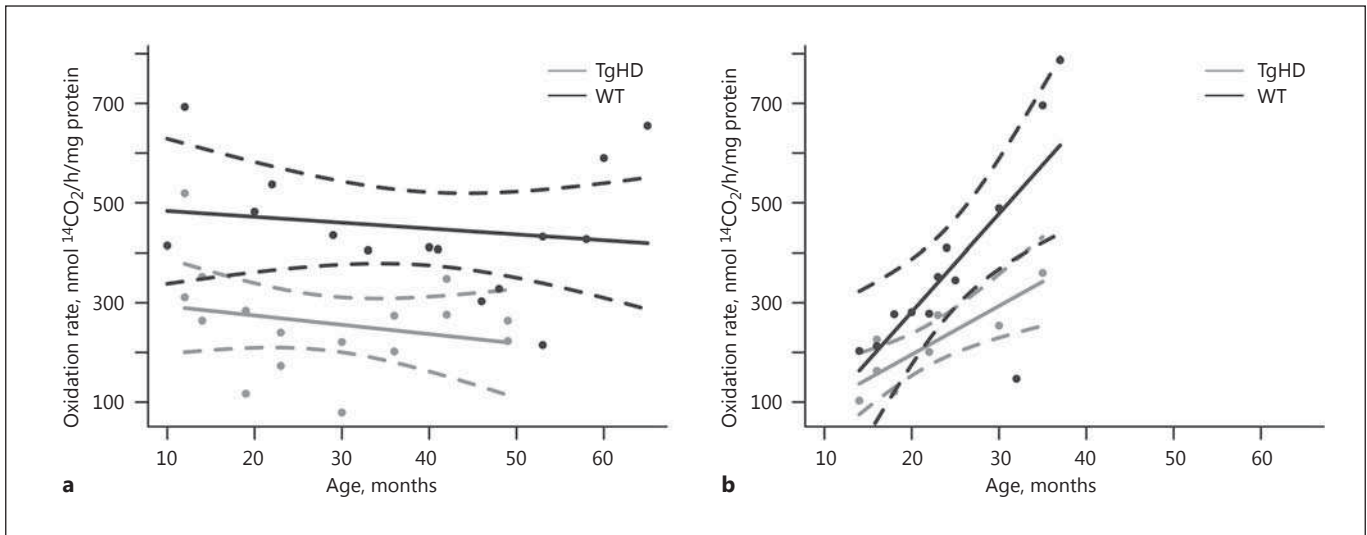 Oxidation rate, nmol ¹⁴CO₂/h/mg protein
700
500
300
100
TgHD
WT
10 20 30 40 50 60
a
Age, months
Oxidation rate, nmol ¹⁴CO₂/h/mg protein
700
500
300
100
TgHD
WT
10 20 30 40 50 60
b
Age, months